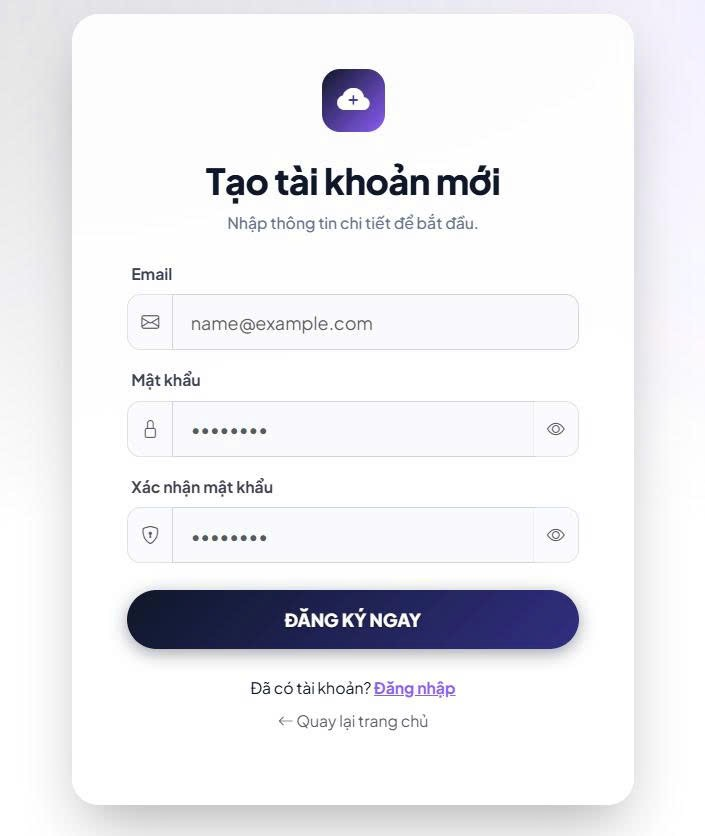 Tạo tài khoản mới
Nhập thông tin chi tiết để bắt đầu.
Email
name@example.com
Mật khẩu
••••••••
Xác nhận mật khẩu
••••••••
ĐĂNG KÝ NGAY
Đã có tài khoản? Đăng nhập
← Quay lại trang chủ